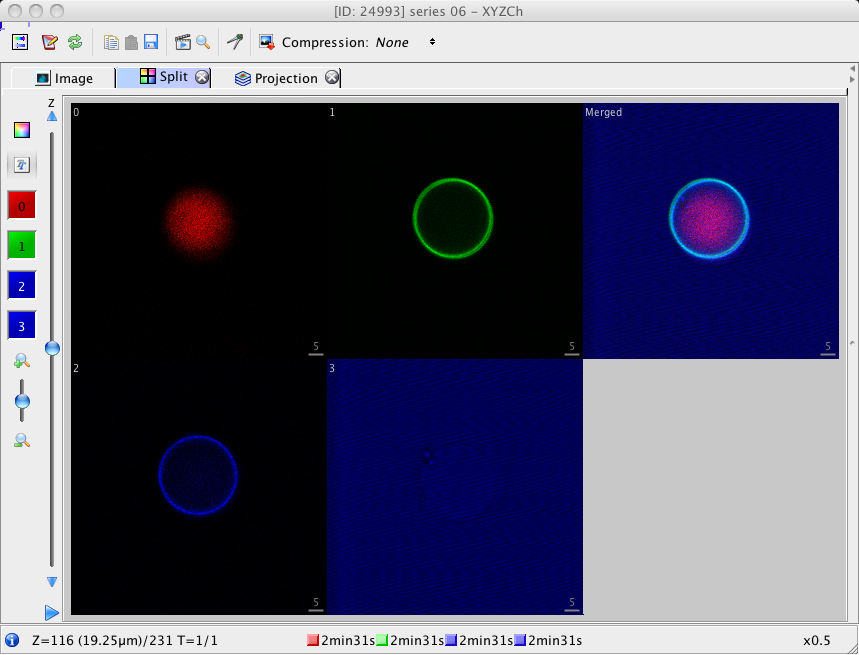 [ID: 24993] series 06 – XYZCh
Compression: None
Image Split Projection
Z
0 1 Merged
0
1
2
3
5 5 5
2 3
5 5
Z=116 (19.25µm)/231 T=1/1 2min31s 2min31s 2min31s 2min31s x0.5